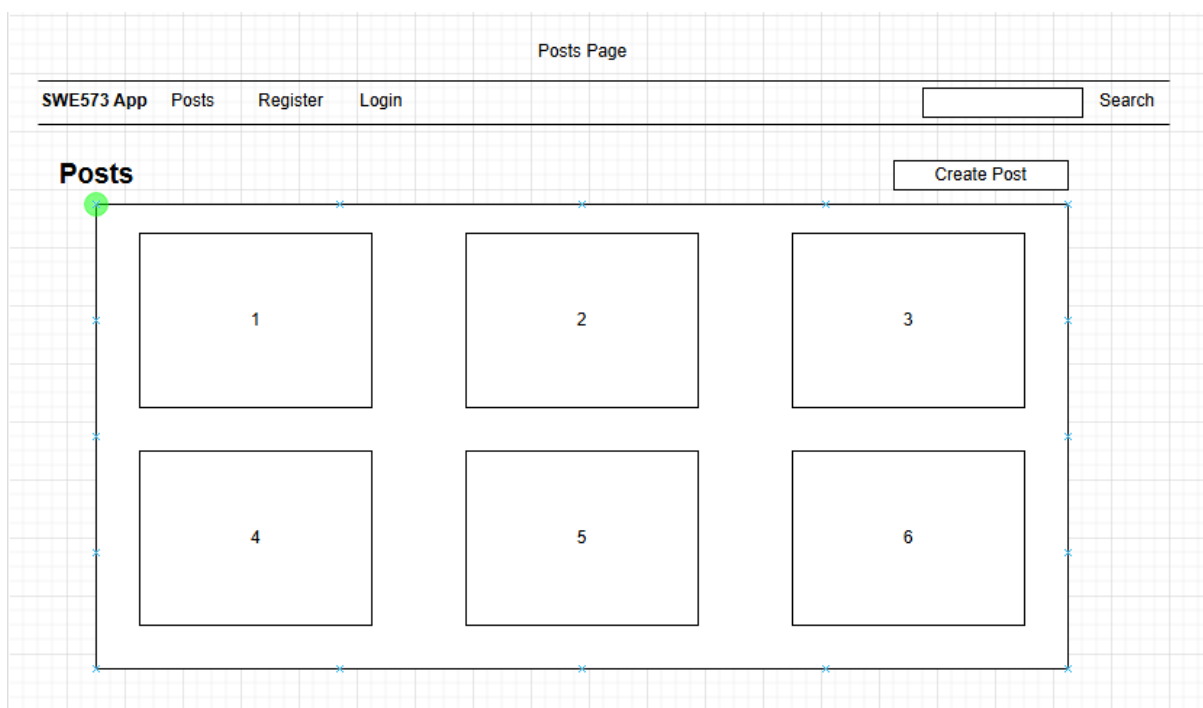 Posts Page
SWE573 App Posts Register Login Search
Posts Create Post
1 2 3
4 5 6